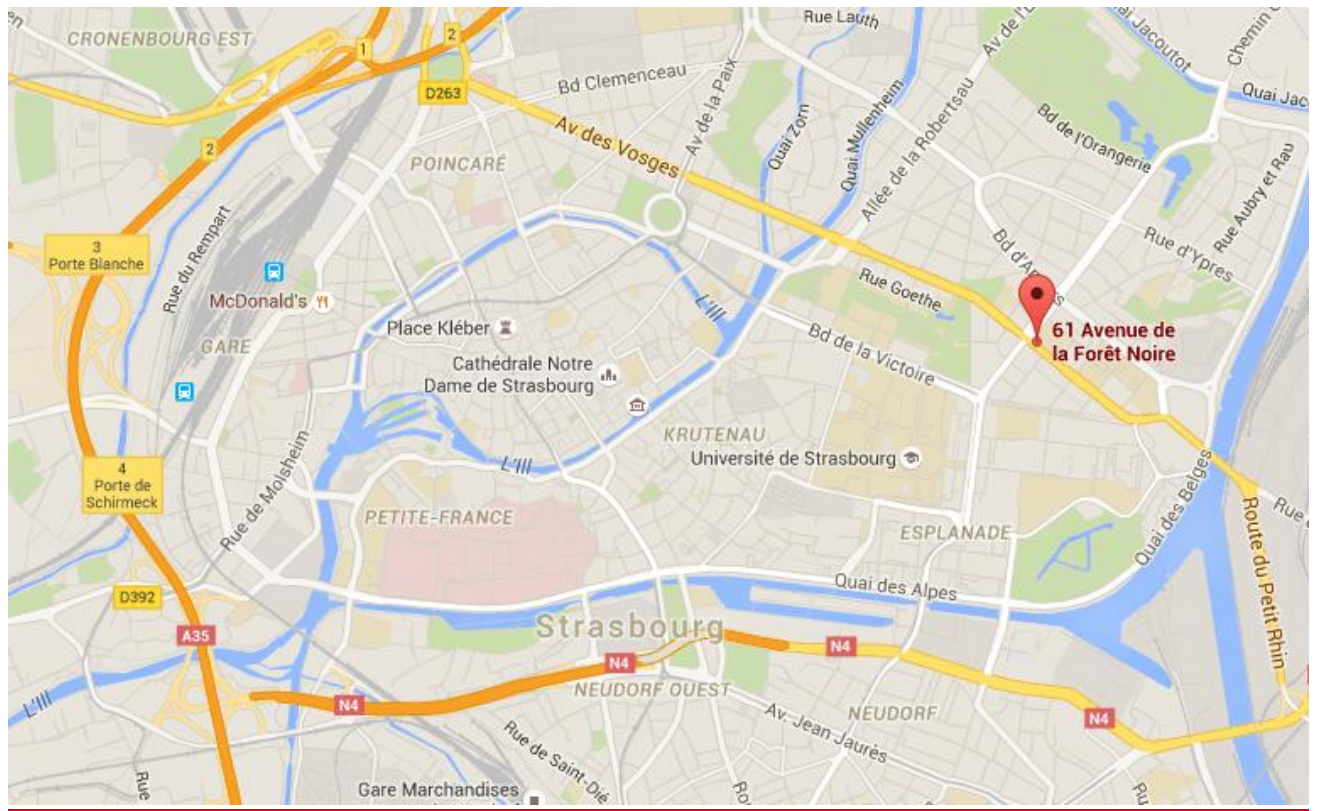 en
CRONENBOURG EST
1
2
2
D263
Bd Clemenceau
Av de la Paix
Rue Lauth
Jacoutot
Chemin
Quai Jac
Av des Vosges
POINCARÉ
Quai Zorn
Quai Mullenheim
Allée de la Robertsau
Bd de l'Orangerie
Rue Aubry et Rau
Rue d'Ypres
3
Porte Blanche
Rue du Rempart
McDonald's
GARE
Place Kléber
Cathédrale Notre
Dame de Strasbourg
L'Ill
Rue Goethe
Bd de la Victoire
61 Avenue de
la Forêt Noire
KRUTENAU
Université de Strasbourg
L'Ill
4
Porte de
Schirmeck
Rue de Molsheim
PETITE-FRANCE
ESPLANADE
Quai des Belges
Route du Petit Rhin
Rue
Quai des Alpes
D392
A35
Strasbourg
N4
N4
N4
N4
L'Ill
NEUDORF OUEST
NEUDORF
Av. Jean Jaurès
Rue de Saint-Dié
Gare Marchandises
Rue